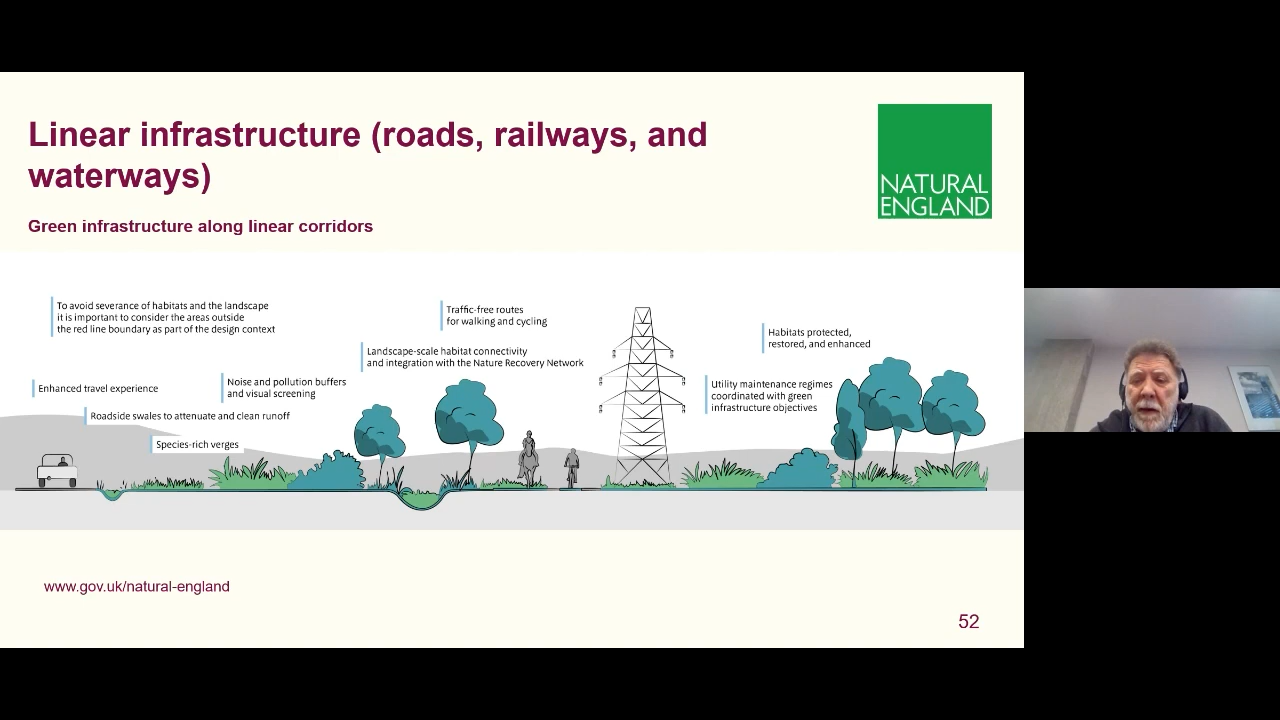 Linear infrastructure (roads, railways, and
waterways)
NATURAL
ENGLAND
Green infrastructure along linear corridors
To avoid severance of habitats and the landscape
it is important to consider the areas outside
the red line boundary as part of the design context
Traffic-free routes
for walking and cycling
Habitats protected,
restored, and enhanced
Landscape-scale habitat connectivity
and integration with the Nature Recovery Network
Enhanced travel experience
Noise and pollution buffers
and visual screening
Utility maintenance regimes
coordinated with green
infrastructure objectives
Roadside swales to attenuate and clean runoff
Species-rich verges
www.gov.uk/natural-england
52